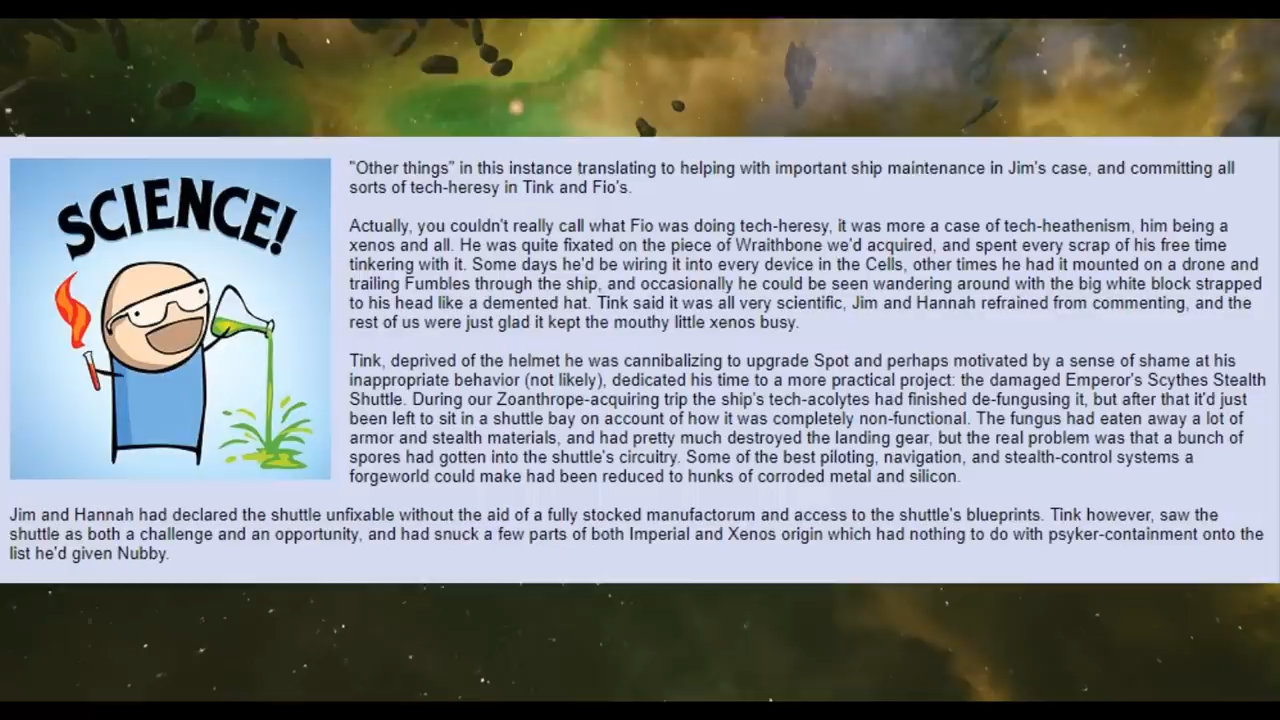 SCIENCE!
"Other things" in this instance translating to helping with important ship maintenance in Jim's case, and committing all
sorts of tech-heresy in Tink and Fio's.
Actually, you couldn't really call what Fio was doing tech-heresy, it was more a case of tech-heathenism, him being a
xenos and all. He was quite fixated on the piece of Wraithbone we'd acquired, and spent every scrap of his free time
tinkering with it. Some days he'd be wiring it into every device in the Cells, other times he had it mounted on a drone and
trailing Fumbles through the ship, and occasionally he could be seen wandering around with the big white block strapped
to his head like a demented hat. Tink said it was all very scientific, Jim and Hannah refrained from commenting, and the
rest of us were just glad it kept the mouthy little xenos busy.
Tink, deprived of the helmet he was cannibalizing to upgrade Spot and perhaps motivated by a sense of shame at his
inappropriate behavior (not likely), dedicated his time to a more practical project: the damaged Emperor's Scythes Stealth
Shuttle. During our Zoanthrope-acquiring trip the ship's tech-acolytes had finished de-fungusing it, but after that it'd just
been left to sit in a shuttle bay on account of how it was completely non-functional. The fungus had eaten away a lot of
armor and stealth materials, and had pretty much destroyed the landing gear, but the real problem was that a bunch of
spores had gotten into the shuttle's circuitry. Some of the best piloting, navigation, and stealth-control systems a
forgeworld could make had been reduced to hunks of corroded metal and silicon.
Jim and Hannah had declared the shuttle unfixable without the aid of a fully stocked manufactorum and access to the shuttle's blueprints. Tink however, saw the
shuttle as both a challenge and an opportunity, and had snuck a few parts of both Imperial and Xenos origin which had nothing to do with psyker-containment onto the
list he'd given Nubby.